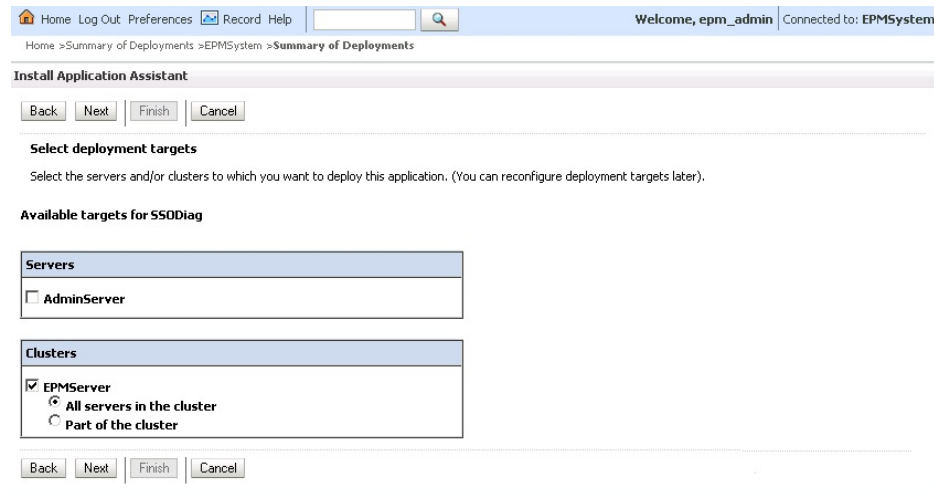 Home Log Out Preferences Record Help Welcome, epm_admin Connected to: EPMSystem
Home >Summary of Deployments >EPMSystem >Summary of Deployments
Install Application Assistant
Back Next Finish Cancel
Select deployment targets
Select the servers and/or clusters to which you want to deploy this application. (You can reconfigure deployment targets later).
Available targets for SSODiag
Servers
AdminServer
Clusters
EPMServer
All servers in the cluster
Part of the cluster
Back Next Finish Cancel